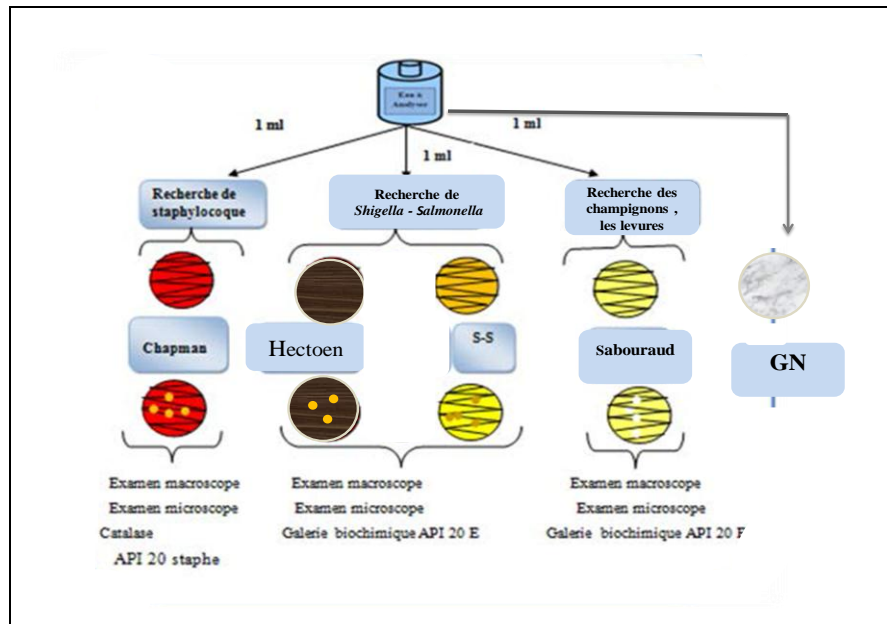 Eau à
Analyser
1 ml
1 ml
1 ml
Recherche de
staphylocoque
Recherche de
Shigella - Salmonella
Recherche des
champignons ,
les levures
Chapman
Hectoen
S-S
Sabouraud
GN
Examen macroscope
Examen microscope
Catalase
API 20 staphe
Examen macroscope
Examen microscope
Galerie biochimique API 20 E
Examen macroscope
Examen microscope
Galerie biochimique API 20 F